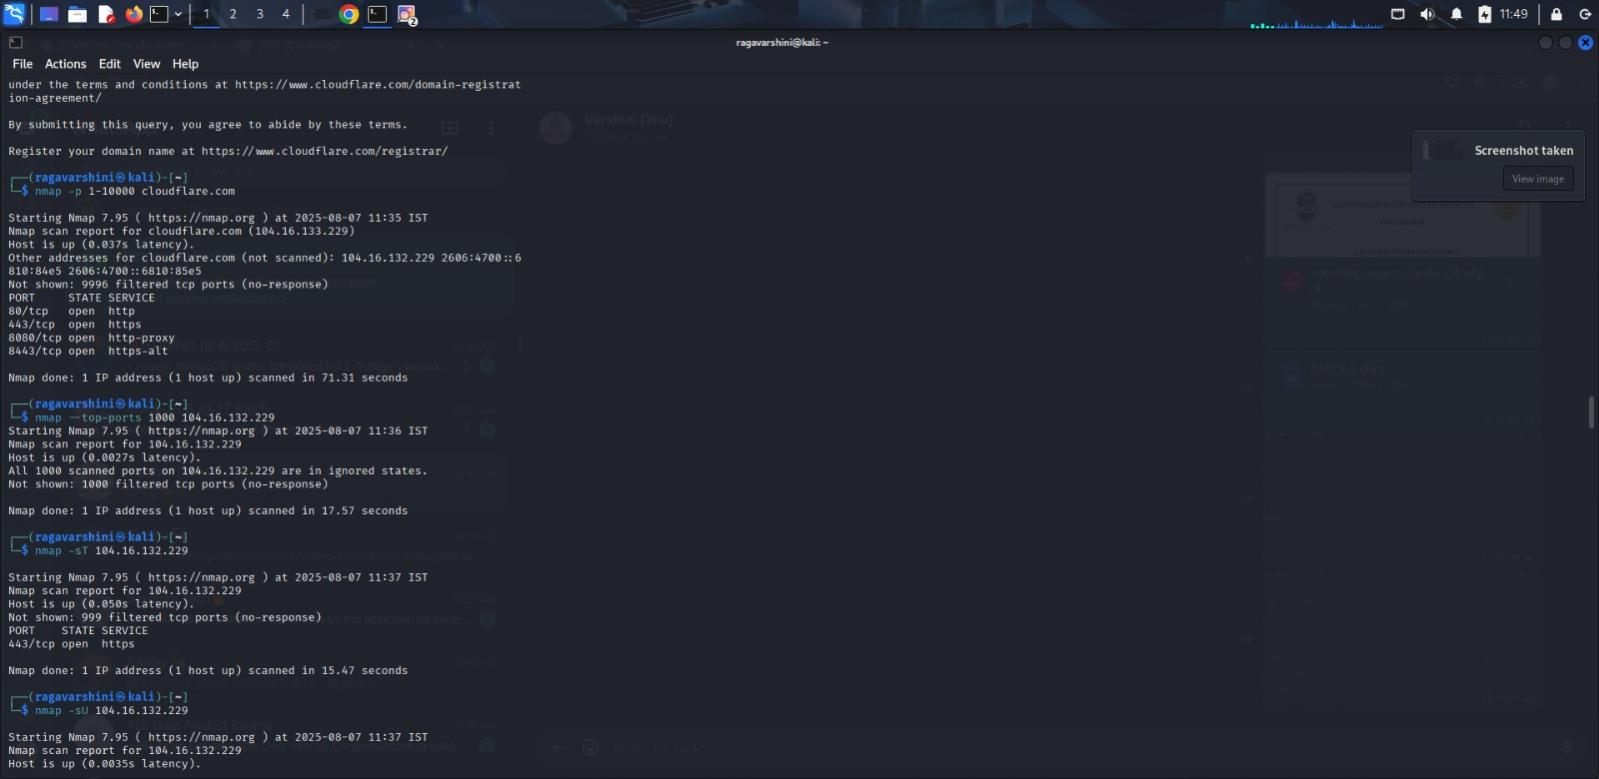 1 2 3 4
2
11:49
ragavarshini@kali: ~
File Actions Edit View Help
under the terms and conditions at https://www.cloudflare.com/domain-registrat
ion-agreement/
By submitting this query, you agree to abide by these terms.
Register your domain name at https://www.cloudflare.com/registrar/
Screenshot taken
View image
Varshini (You)
┌──(ragavarshini㉿kali)-[~]
└─$ nmap -p 1-10000 cloudflare.com
Starting Nmap 7.95 ( https://nmap.org ) at 2025-08-07 11:35 IST
Nmap scan report for cloudflare.com (104.16.133.229)
Host is up (0.037s latency).
Other addresses for cloudflare.com (not scanned): 104.16.132.229 2606:4700::6
810:84e5 2606:4700::6810:85e5
Not shown: 9996 filtered tcp ports (no-response)
PORT     STATE SERVICE
80/tcp   open  http
443/tcp  open  https
8080/tcp open  http-proxy
8443/tcp open  https-alt
Nmap done: 1 IP address (1 host up) scanned in 71.31 seconds
┌──(ragavarshini㉿kali)-[~]
└─$ nmap --top-ports 1000 104.16.132.229
Starting Nmap 7.95 ( https://nmap.org ) at 2025-08-07 11:36 IST
Nmap scan report for 104.16.132.229
Host is up (0.0027s latency).
All 1000 scanned ports on 104.16.132.229 are in ignored states.
Not shown: 1000 filtered tcp ports (no-response)
Nmap done: 1 IP address (1 host up) scanned in 17.57 seconds
┌──(ragavarshini㉿kali)-[~]
└─$ nmap -sT 104.16.132.229
Starting Nmap 7.95 ( https://nmap.org ) at 2025-08-07 11:37 IST
Nmap scan report for 104.16.132.229
Host is up (0.050s latency).
Not shown: 999 filtered tcp ports (no-response)
PORT    STATE SERVICE
443/tcp open  https
Nmap done: 1 IP address (1 host up) scanned in 15.47 seconds
┌──(ragavarshini㉿kali)-[~]
└─$ nmap -sU 104.16.132.229
#12 Data Analyst Interns
Starting Nmap 7.95 ( https://nmap.org ) at 2025-08-07 11:37 IST
Nmap scan report for 104.16.132.229
Host is up (0.0035s latency).